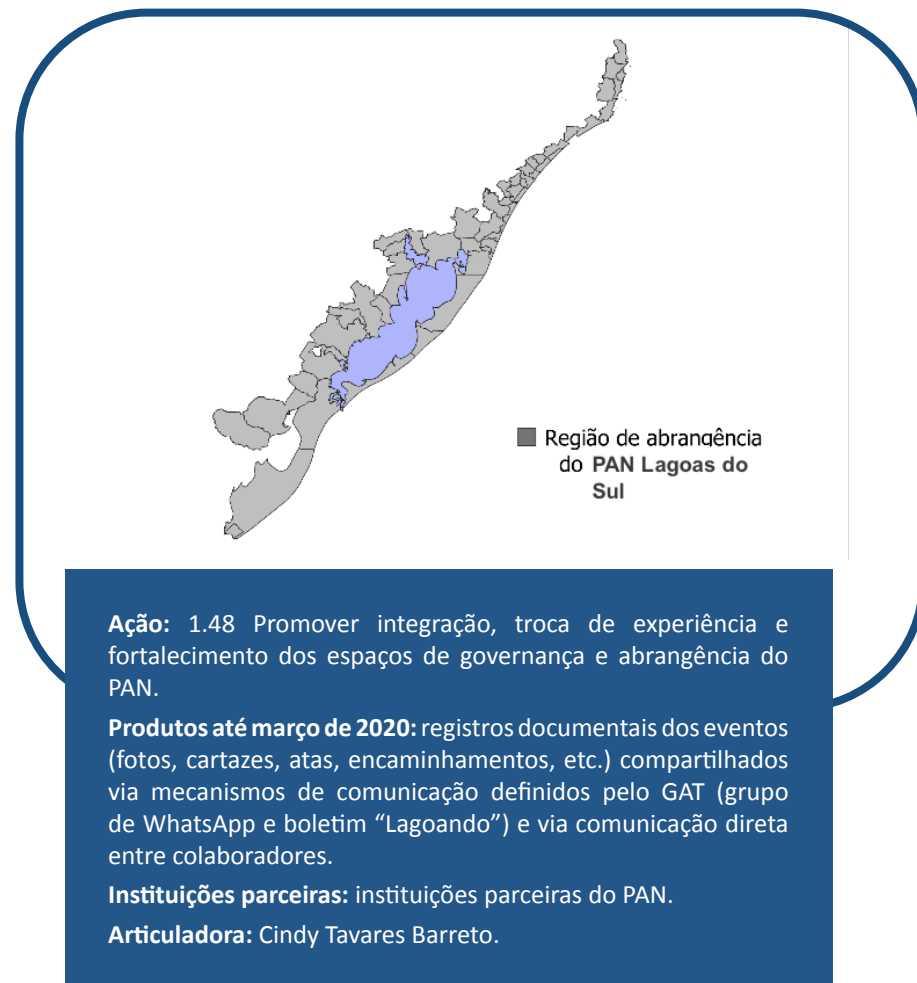 Região de abrangência
do PAN Lagoas do
Sul
Ação: 1.48 Promover integração, troca de experiência e
fortalecimento dos espaços de governança e abrangência do
PAN.
Produtos até março de 2020: registros documentais dos eventos
(fotos, cartazes, atas, encaminhamentos, etc.) compartilhados
via mecanismos de comunicação definidos pelo GAT (grupo
de WhatsApp e boletim “Lagoando”) e via comunicação direta
entre colaboradores.
Instituições parceiras: instituições parceiras do PAN.
Articuladora: Cindy Tavares Barreto.